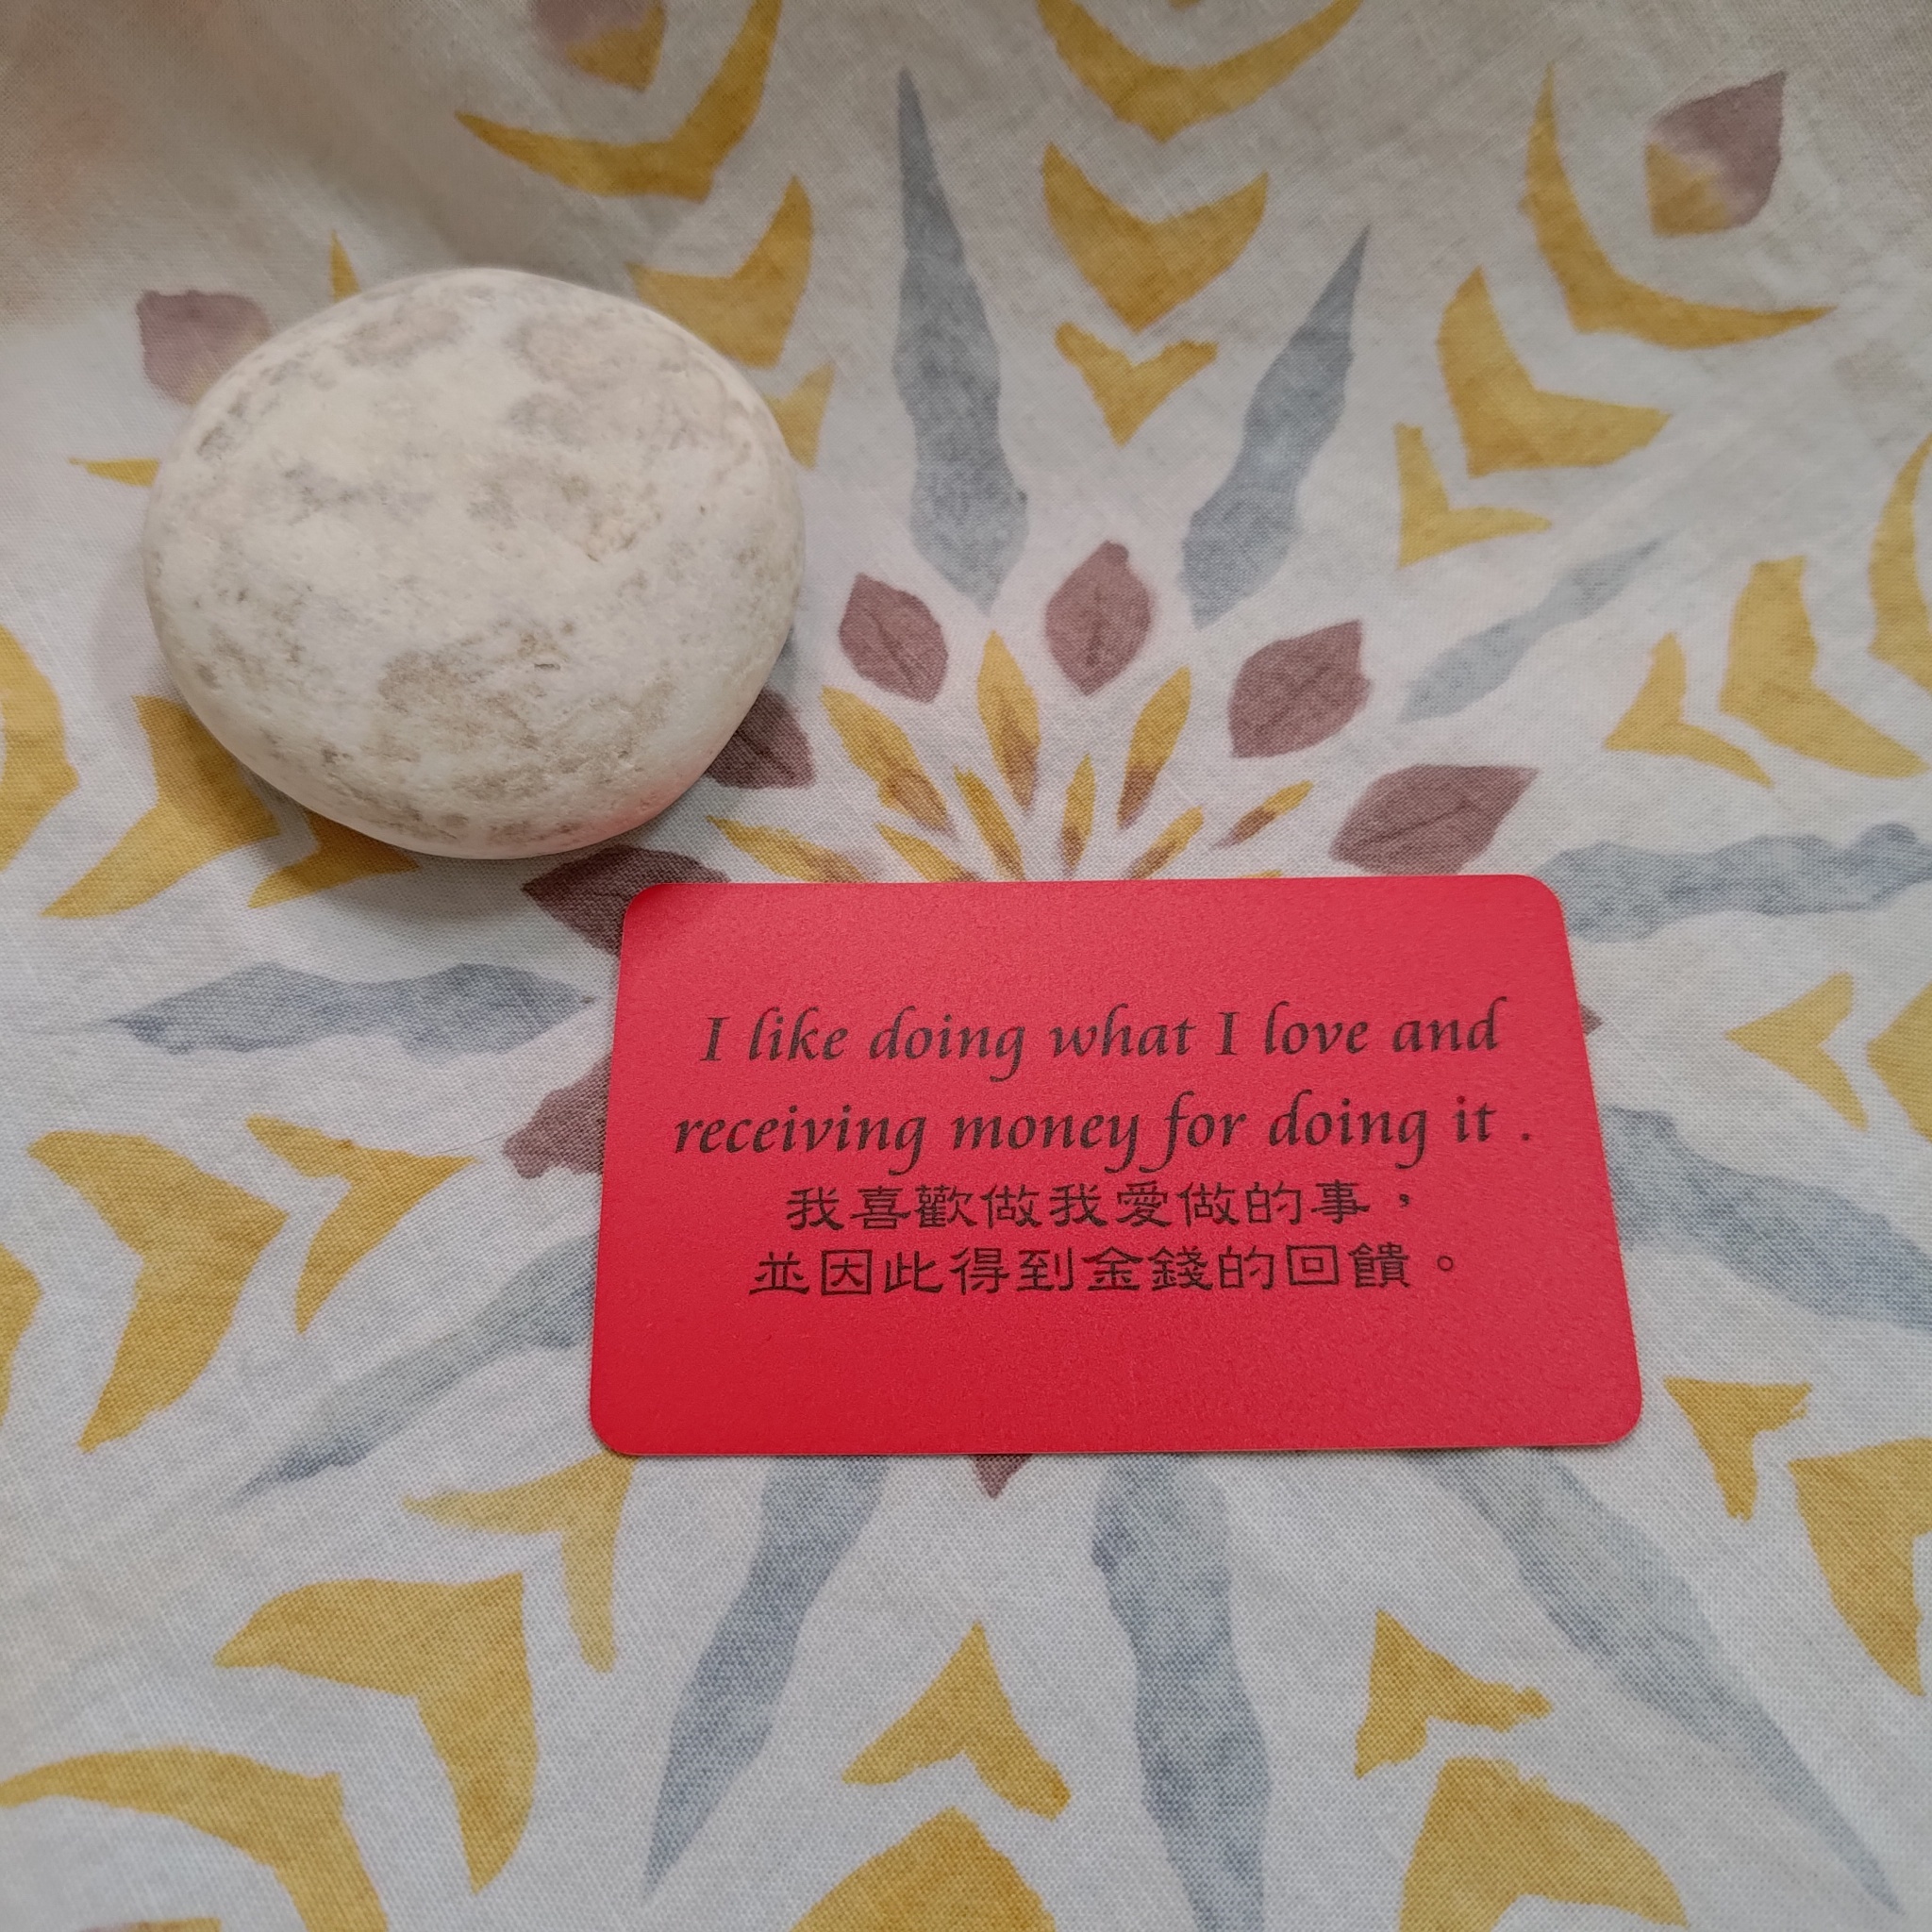 I like doing what I love and
receiving money for doing it .
我喜歡做我愛做的事，
並因此得到金錢的回饋。